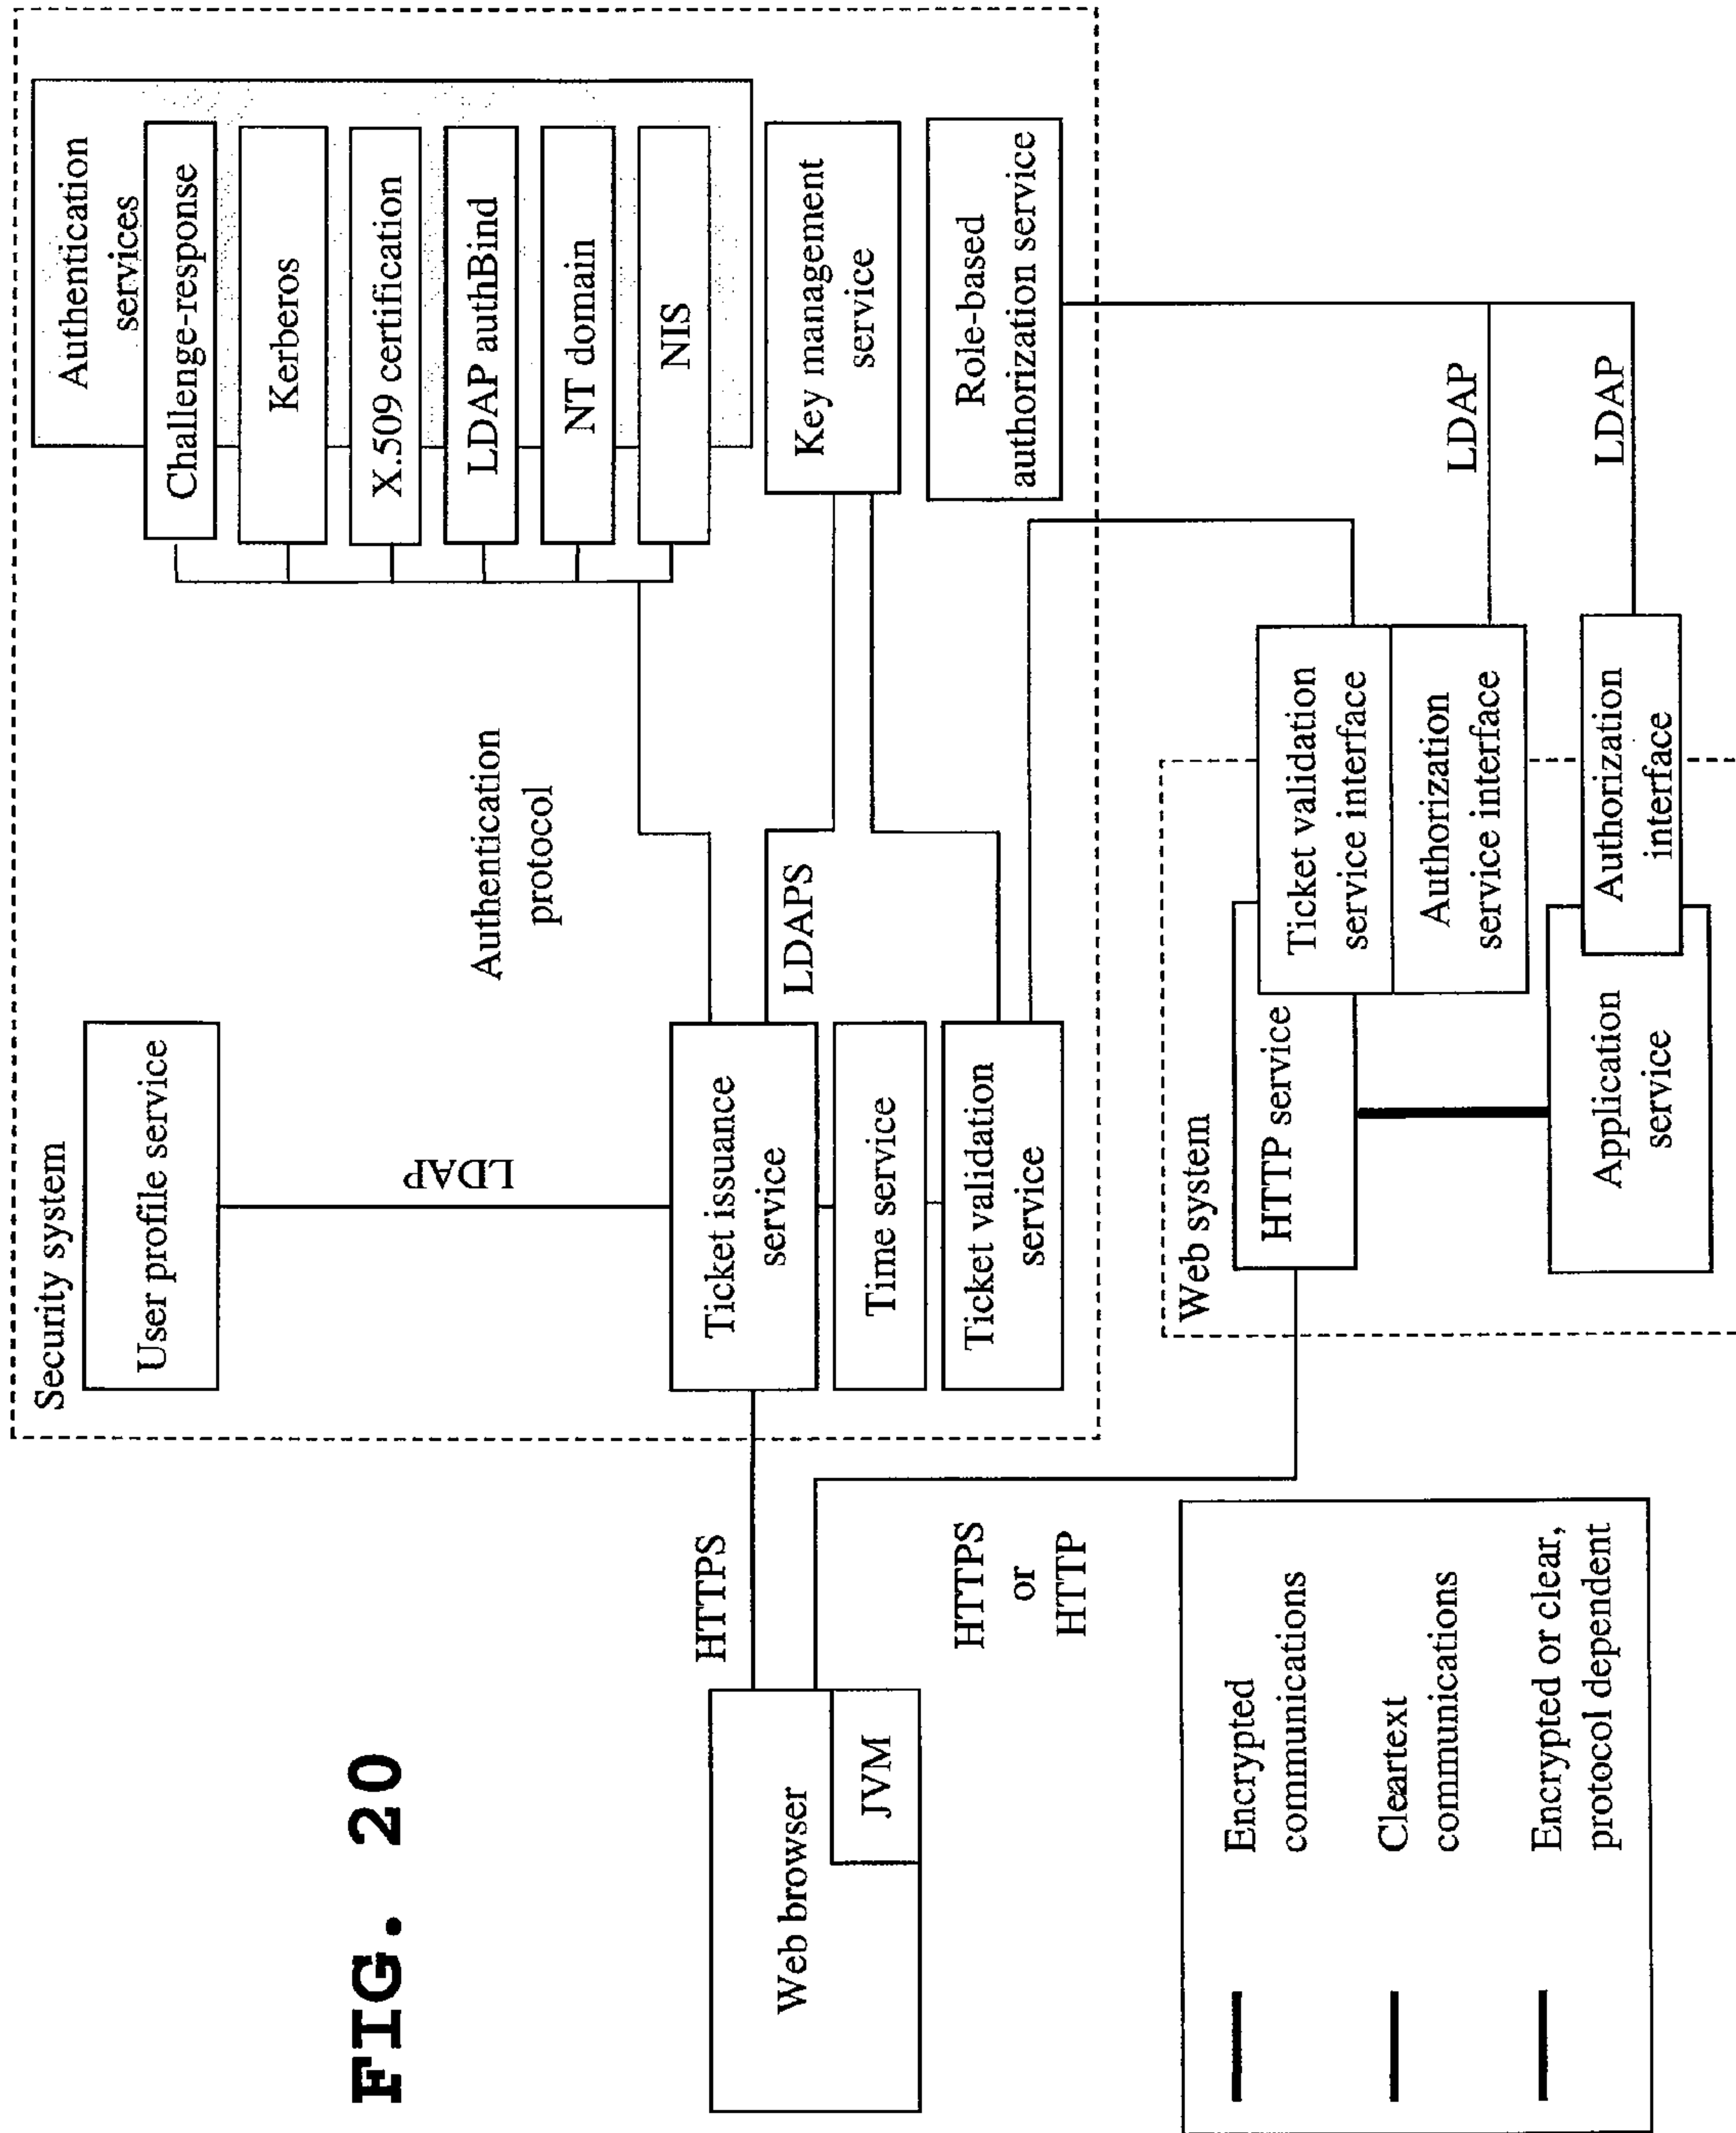 FIG. 20
Security system
User profile service
LDAP
Authentication
services
Challenge-response
Kerberos
X.509 certification
LDAP authBind
NT domain
NIS
Authentication
protocol
HTTPS
Web browser
JVM
Ticket issuance
service
LDAPS
Time service
Ticket validation
service
Key management
service
Role-based
authorization service
HTTPS
or
HTTP
Web system
HTTP service
Ticket validation
service interface
Authorization
service interface
LDAP
Application
service
Authorization
interface
LDAP
Encrypted
communications
Cleartext
communications
Encrypted or clear,
protocol dependent